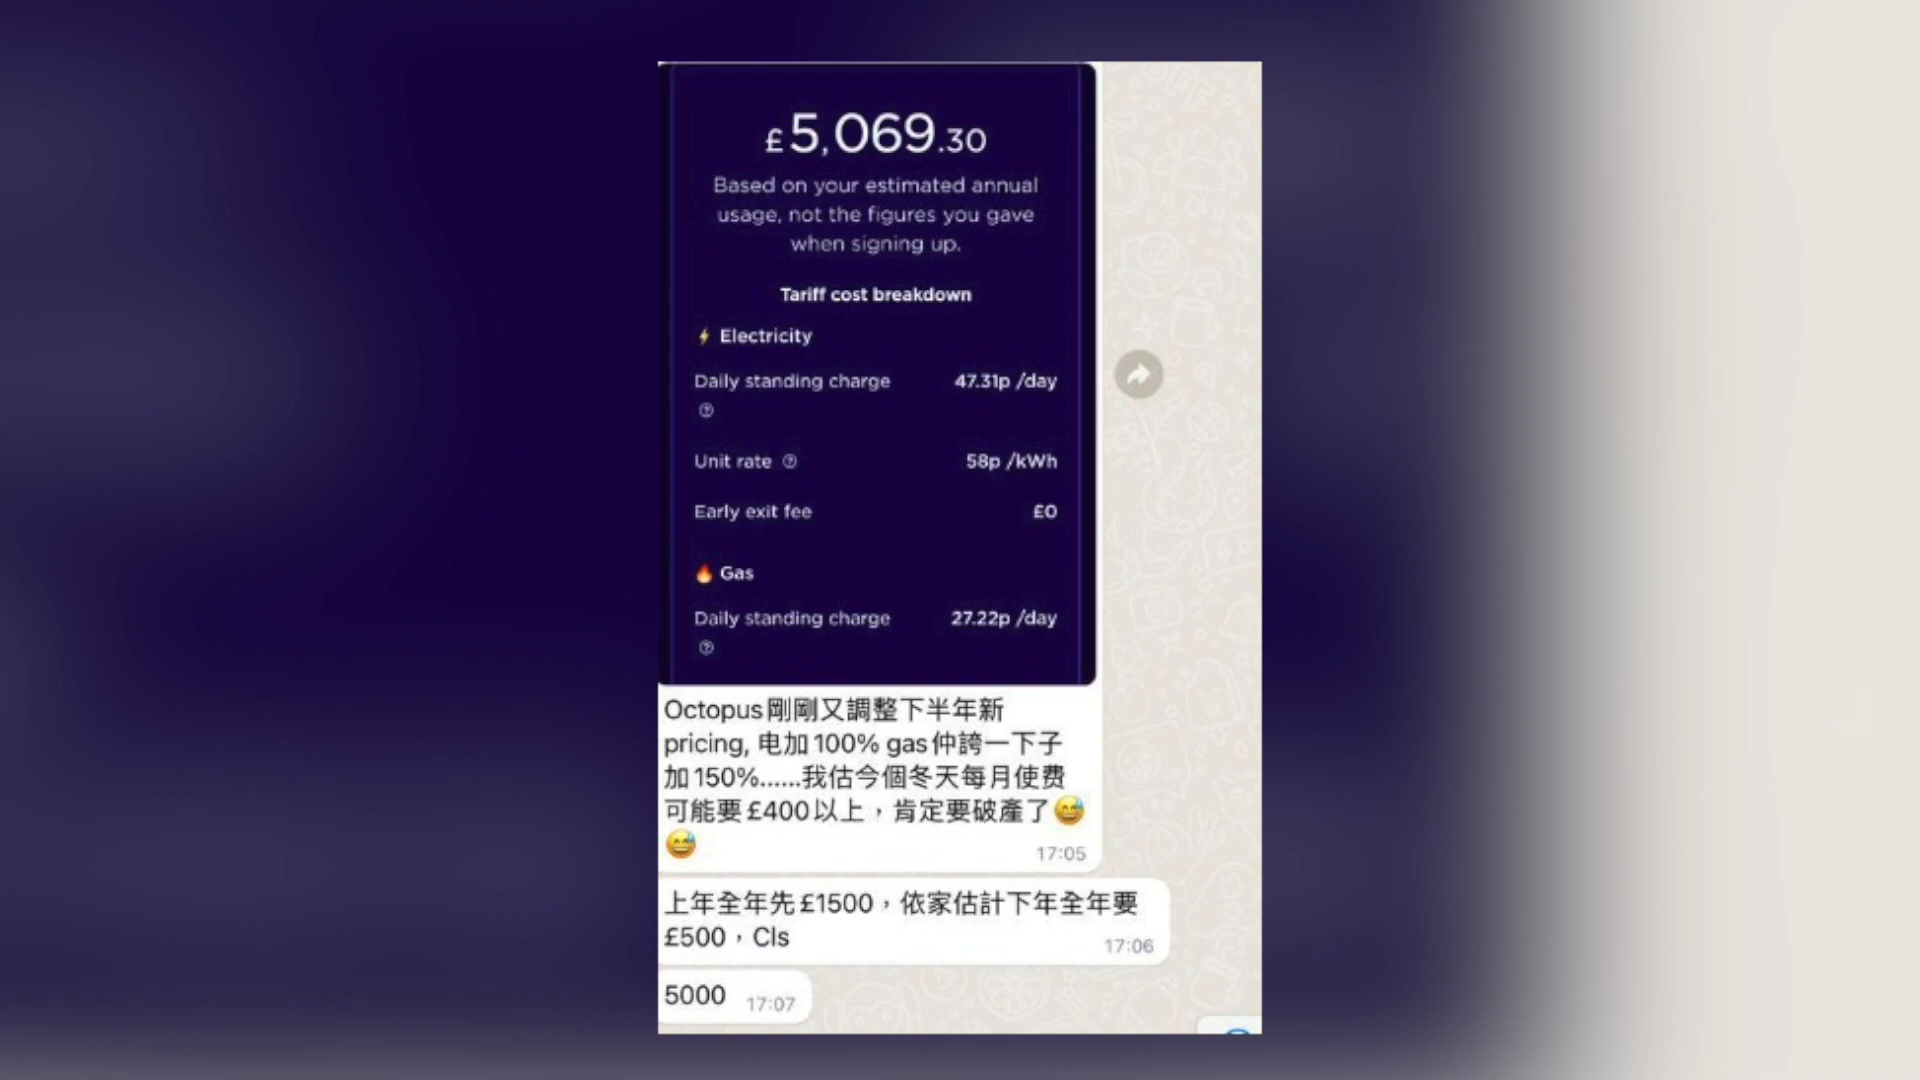 £5,069.30
Based on your estimated annual
usage, not the figures you gave
when signing up.
Tariff cost breakdown
⚡ Electricity
Daily standing charge 47.31p /day
Unit rate 58p /kWh
Early exit fee £0
🔥 Gas
Daily standing charge 27.22p /day
Octopus剛剛又調整下半年新
pricing, 电加100% gas仲誇一下子
加150%......我估今個冬天每月使费
可能要£400以上，肯定要破產了😅
😅
17:05
上年全年先£1500，依家估計下年全年要
£500，Cls
17:06
5000 17:07